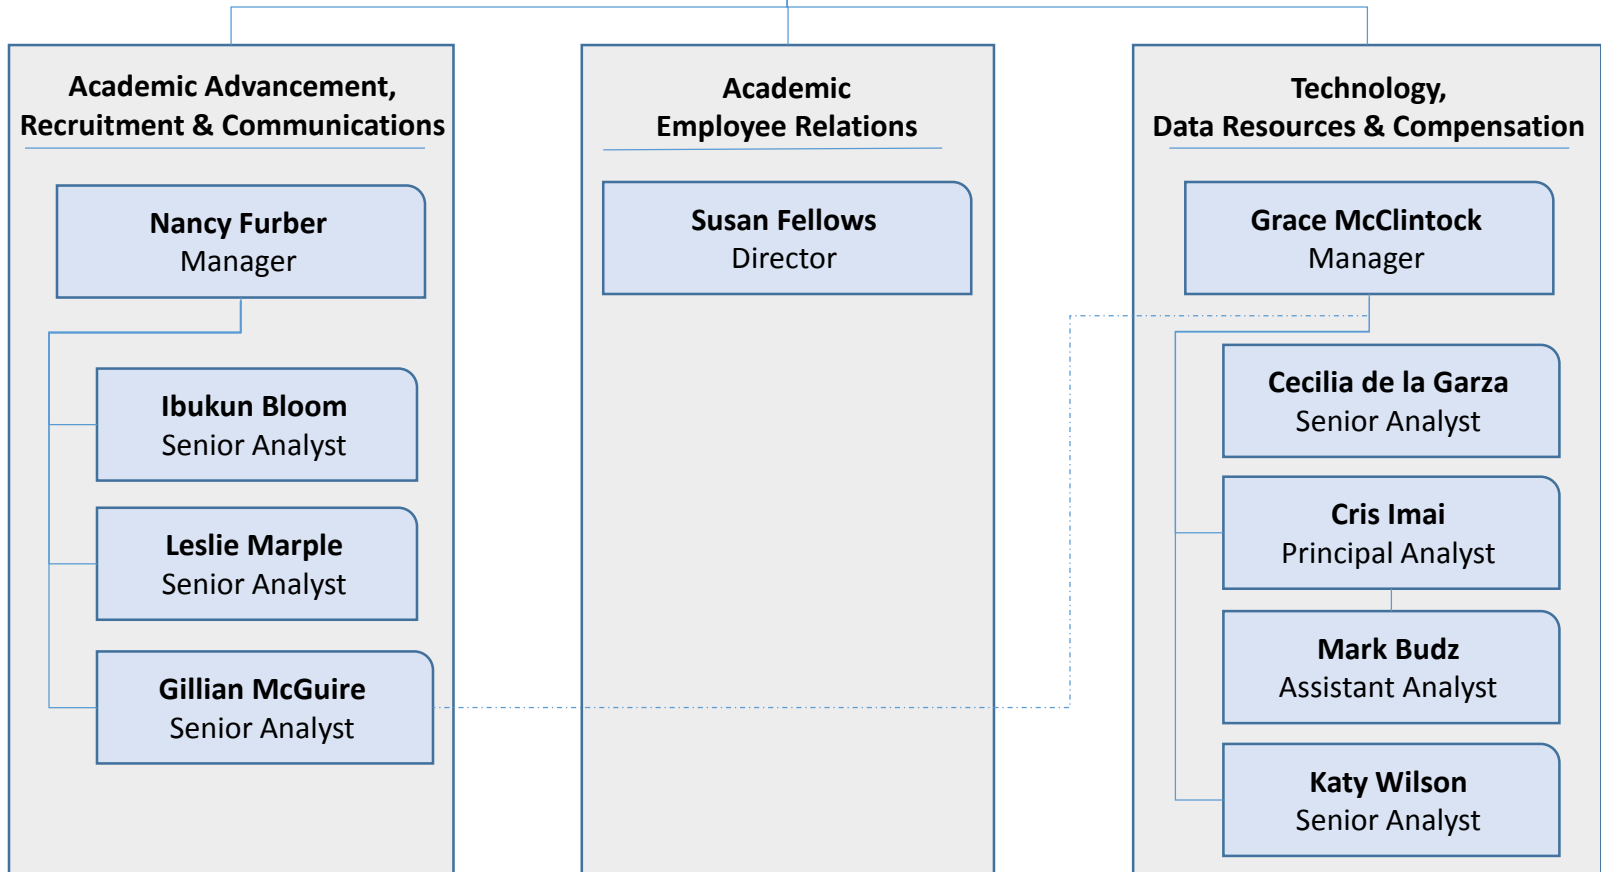 Academic Advancement,
Recruitment & Communications
Nancy Furber
Manager
Ibukun Bloom
Senior Analyst
Leslie Marple
Senior Analyst
Gillian McGuire
Senior Analyst
Academic
Employee Relations
Susan Fellows
Director
Technology,
Data Resources & Compensation
Grace McClintock
Manager
Cecilia de la Garza
Senior Analyst
Cris Imai
Principal Analyst
Mark Budz
Assistant Analyst
Katy Wilson
Senior Analyst